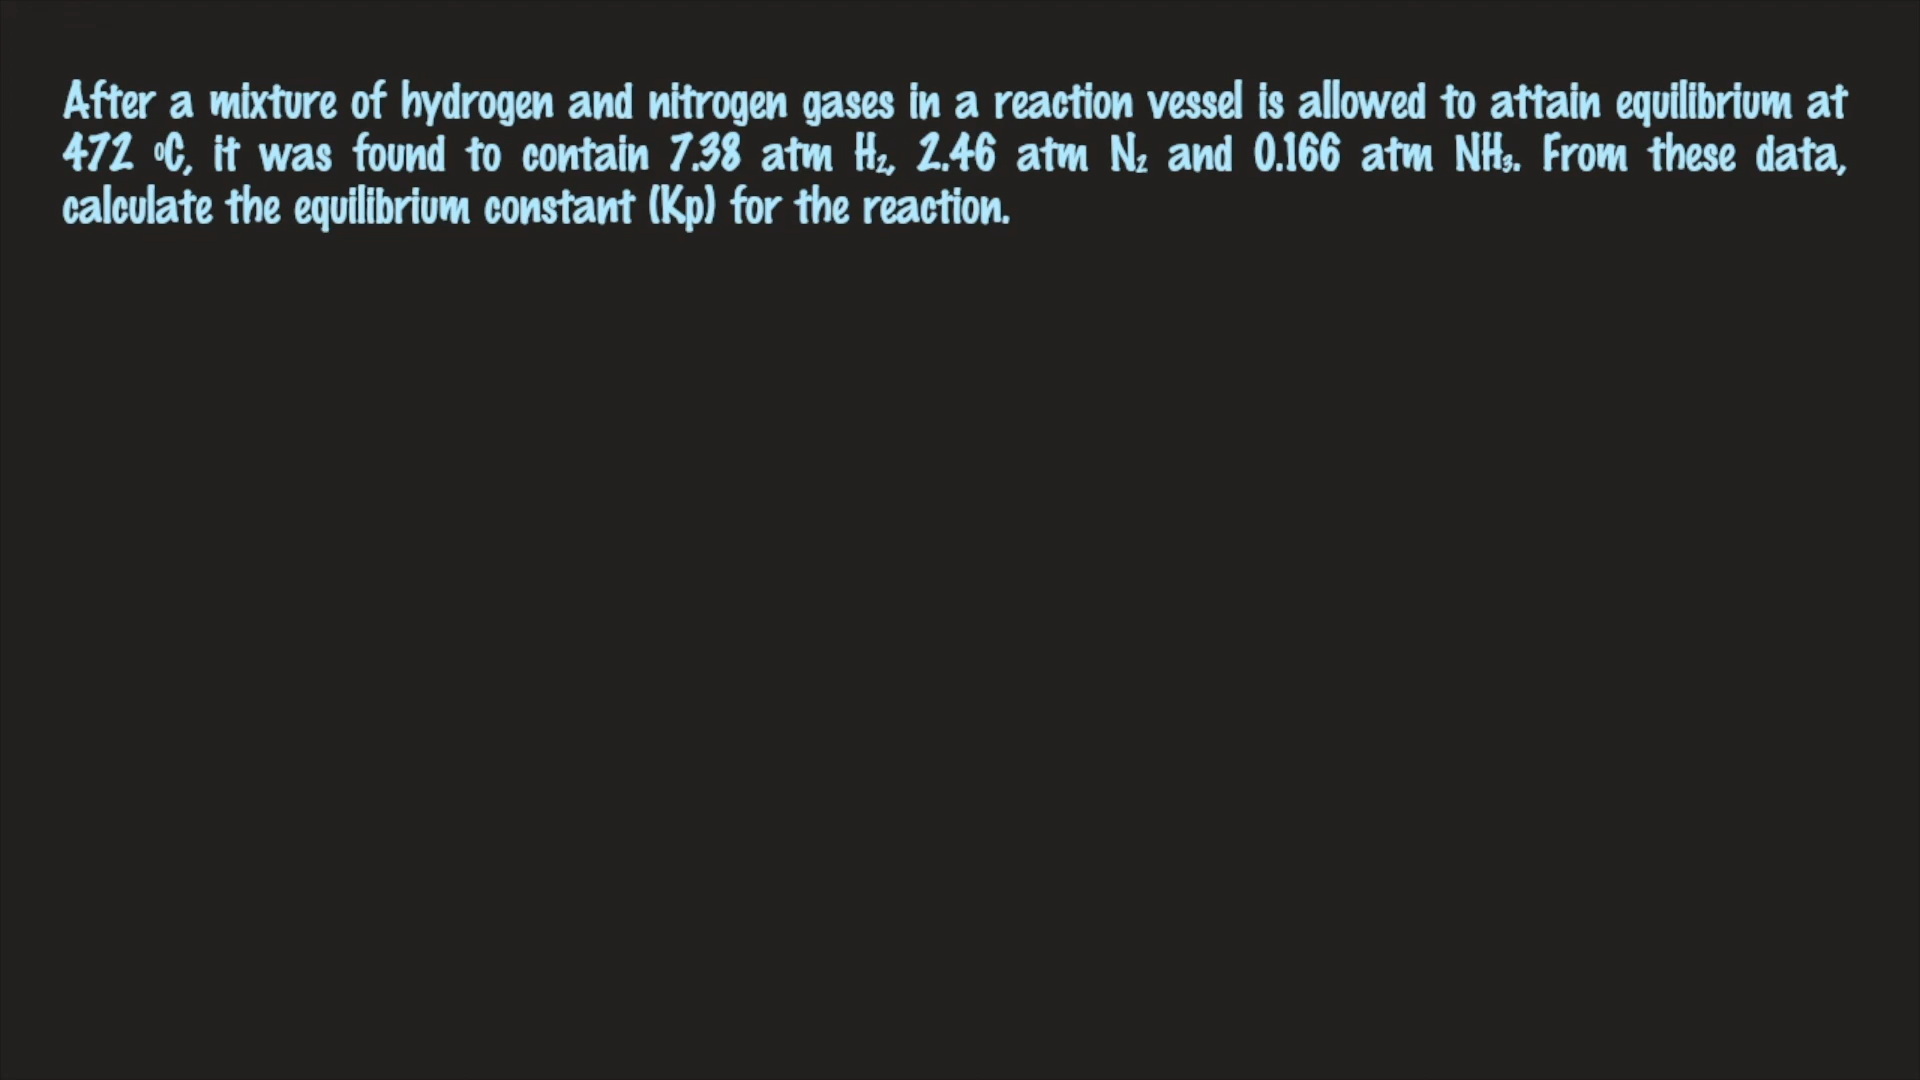 After a mixture of hydrogen and nitrogen gases in a reaction vessel is allowed to attain equilibrium at
472 ⁰C, it was found to contain 7.38 atm H₂, 2.46 atm N₂ and 0.166 atm NH₃. From these data,
calculate the equilibrium constant (Kp) for the reaction.